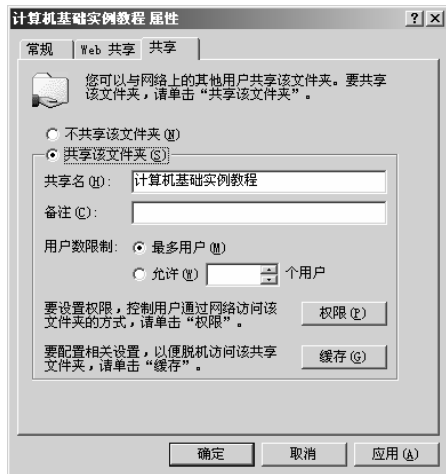 计算机基础实例教程 属性
常规 Web 共享 共享
您可以与网络上的其他用户共享该文件夹。要共享
该文件夹，请单击“共享该文件夹”。
不共享该文件夹(N)
共享该文件夹(S)
共享名(H): 计算机基础实例教程
备注(C):
用户数限制: 最多用户(M)
允许(W) 个用户
要设置权限，控制用户通过网络访问该
文件夹的方式，请单击“权限”。
权限(P)
要配置相关设置，以便脱机访问该共享
文件夹，请单击“缓存”。
缓存(G)
确定 取消 应用(A)